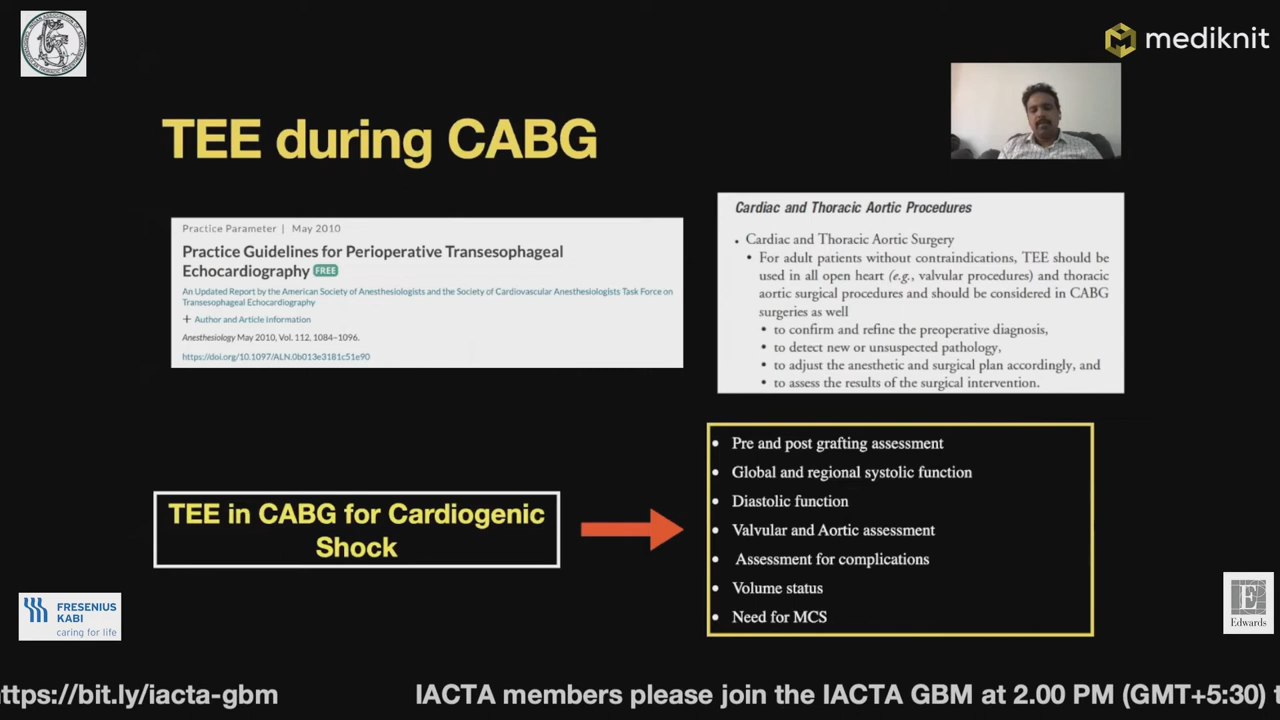 mediknit
TEE during CABG
Practice Parameter | May 2010
Practice Guidelines for Perioperative Transesophageal
Echocardiography FREE
An Updated Report by the American Society of Anesthesiologists and the Society of Cardiovascular Anesthesiologists Task Force on
Transesophageal Echocardiography
+ Author and Article Information
Anesthesiology May 2010, Vol. 112, 1084–1096.
https://doi.org/10.1097/ALN.0b013e3181c51e90
Cardiac and Thoracic Aortic Procedures
• Cardiac and Thoracic Aortic Surgery
• For adult patients without contraindications, TEE should be
used in all open heart (e.g., valvular procedures) and thoracic
aortic surgical procedures and should be considered in CABG
surgeries as well
• to confirm and refine the preoperative diagnosis,
• to detect new or unsuspected pathology,
• to adjust the anesthetic and surgical plan accordingly, and
• to assess the results of the surgical intervention.
TEE in CABG for Cardiogenic
Shock
• Pre and post grafting assessment
• Global and regional systolic function
• Diastolic function
• Valvular and Aortic assessment
• Assessment for complications
• Volume status
• Need for MCS
FRESENIUS
KABI
caring for life
Edwards
ttps://bit.ly/iacta-gbm IACTA members please join the IACTA GBM at 2.00 PM (GMT+5:30) t